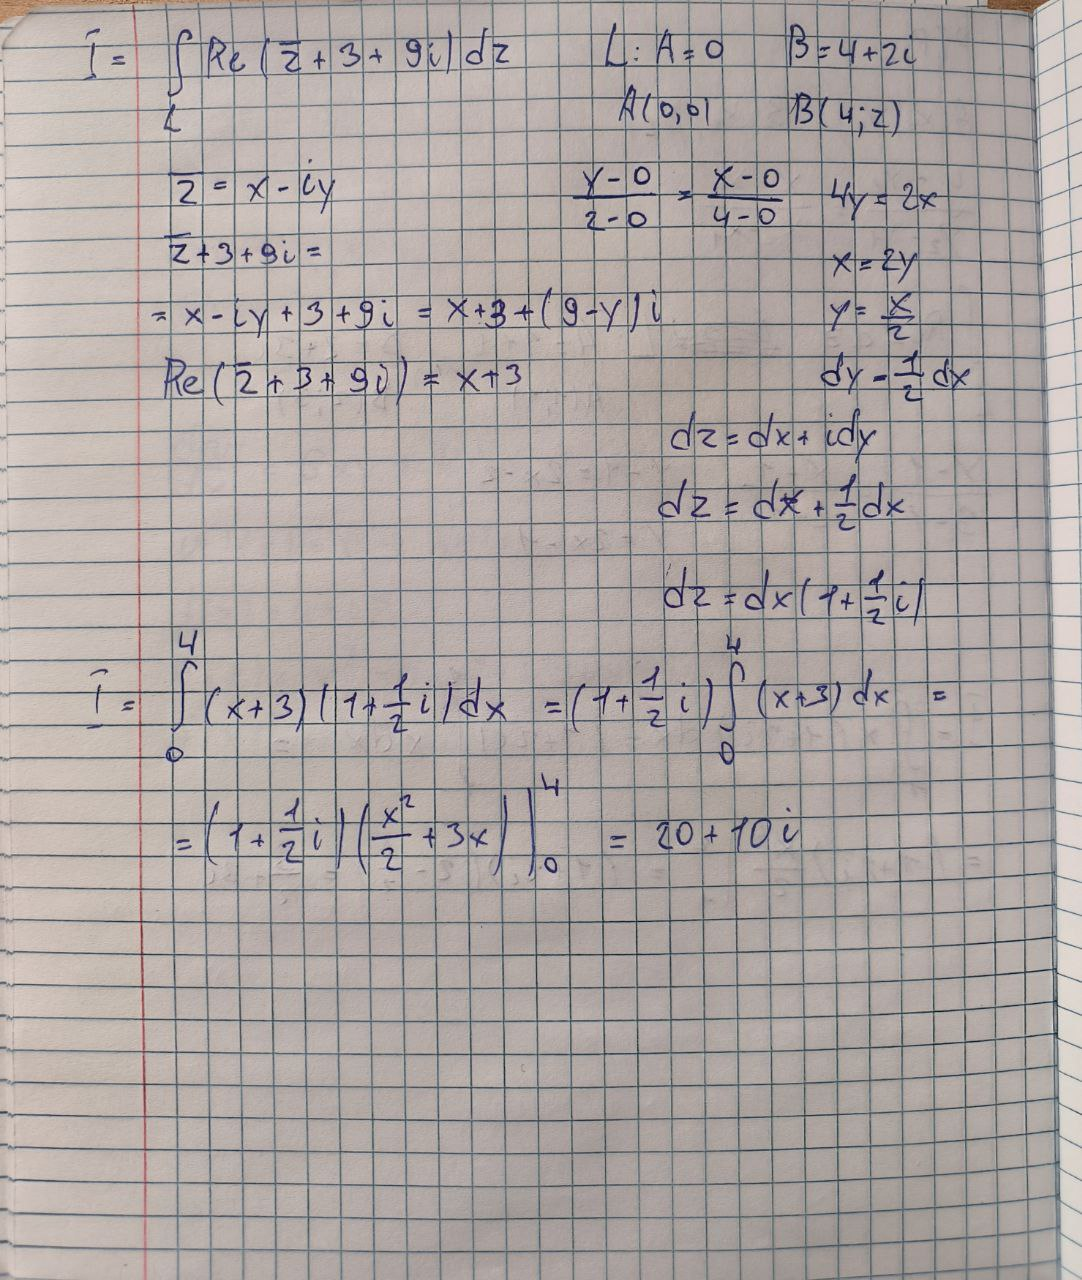 I = ∫_L Re(z̅ + 3 + 9i) dz L: A = 0 B = 4 + 2i
A(0,0) B(4;2)
z̅ = x - iy
z̅ + 3 + 9i =
= x - iy + 3 + 9i = x + 3 + (9 - y)i
Re(z̅ + 3 + 9i) = x + 3
(y - 0)/(2 - 0) = (x - 0)/(4 - 0) 4y = 2x
x = 2y
y = x/2
dy = 1/2 dx
dz = dx + idy
dz = dx + 1/2 dx
dz = dx(1 + 1/2 i)
I = ∫_0^4 (x + 3)(1 + 1/2 i) dx = (1 + 1/2 i) ∫_0^4 (x + 3) dx =
= (1 + 1/2 i)(x²/2 + 3x)|_0^4 = 20 + 10i